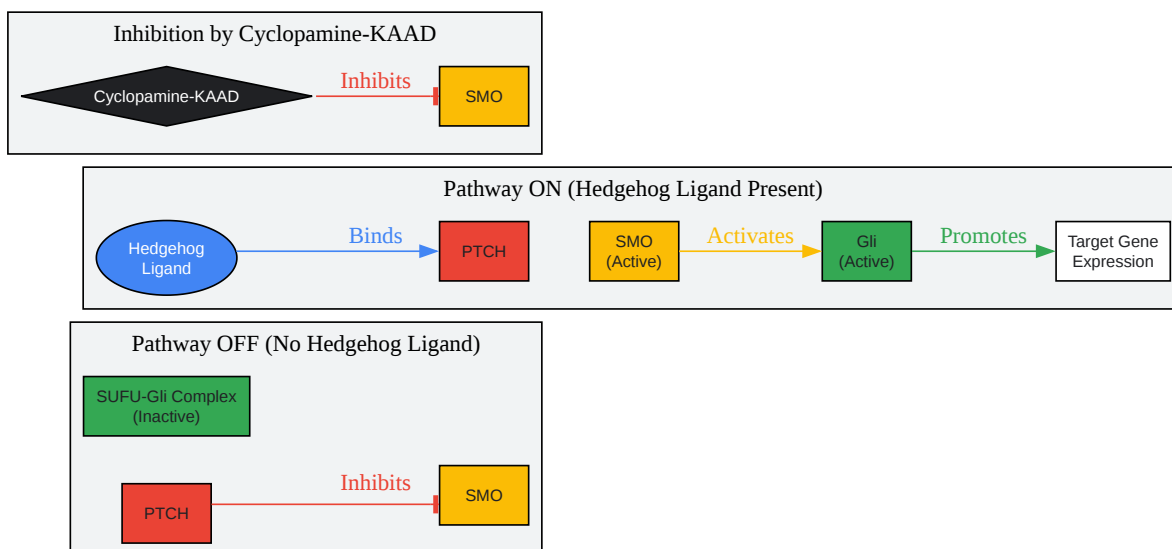 Inhibition by Cyclopamine-KAAD
Cyclopamine-KAAD
Inhibits
SMO
Pathway ON (Hedgehog Ligand Present)
Hedgehog
Ligand
Binds
PTCH
SMO
(Active)
Activates
Gli
(Active)
Promotes
Target Gene
Expression
Pathway OFF (No Hedgehog Ligand)
SUFU-Gli Complex
(Inactive)
PTCH
Inhibits
SMO